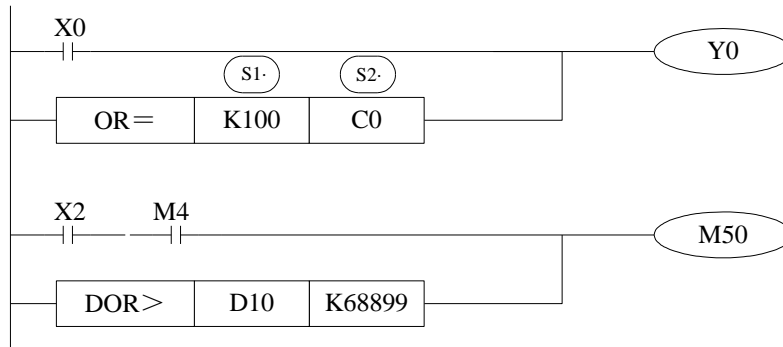 X0
Y0
S1· S2·
OR＝ K100 C0
X2 M4
M50
DOR＞ D10 K68899